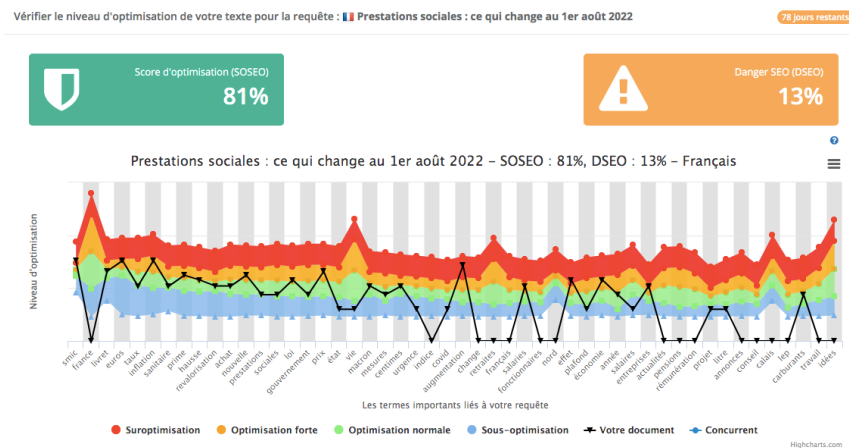 Vérifier le niveau d'optimisation de votre texte pour la requête : Prestations sociales : ce qui change au 1er août 2022
78 jours restants
Score d'optimisation (SOSEO)
81%
Danger SEO (DSEO)
13%
?
Prestations sociales : ce qui change au 1er août 2022 – SOSEO : 81%, DSEO : 13% – Français
Niveau d'optimisation
smic
france
livret
euros
taux
inflation
sanitaire
prime
hausse
revalorisation
achat
nouvelle
prestations
sociales
loi
gouvernement
prix
état
vie
macron
mesures
centimes
urgence
indice
covid
augmentation
change
retraites
français
salariés
fonctionnaires
nord
effet
plafond
économie
année
salaires
entreprises
actualités
pensions
rémunération
projet
litre
annonces
conseil
calais
lep
carburants
travail
idées
Les termes importants liés à votre requête
Suroptimisation
Optimisation forte
Optimisation normale
Sous-optimisation
Votre document
Concurrent
Highcharts.com